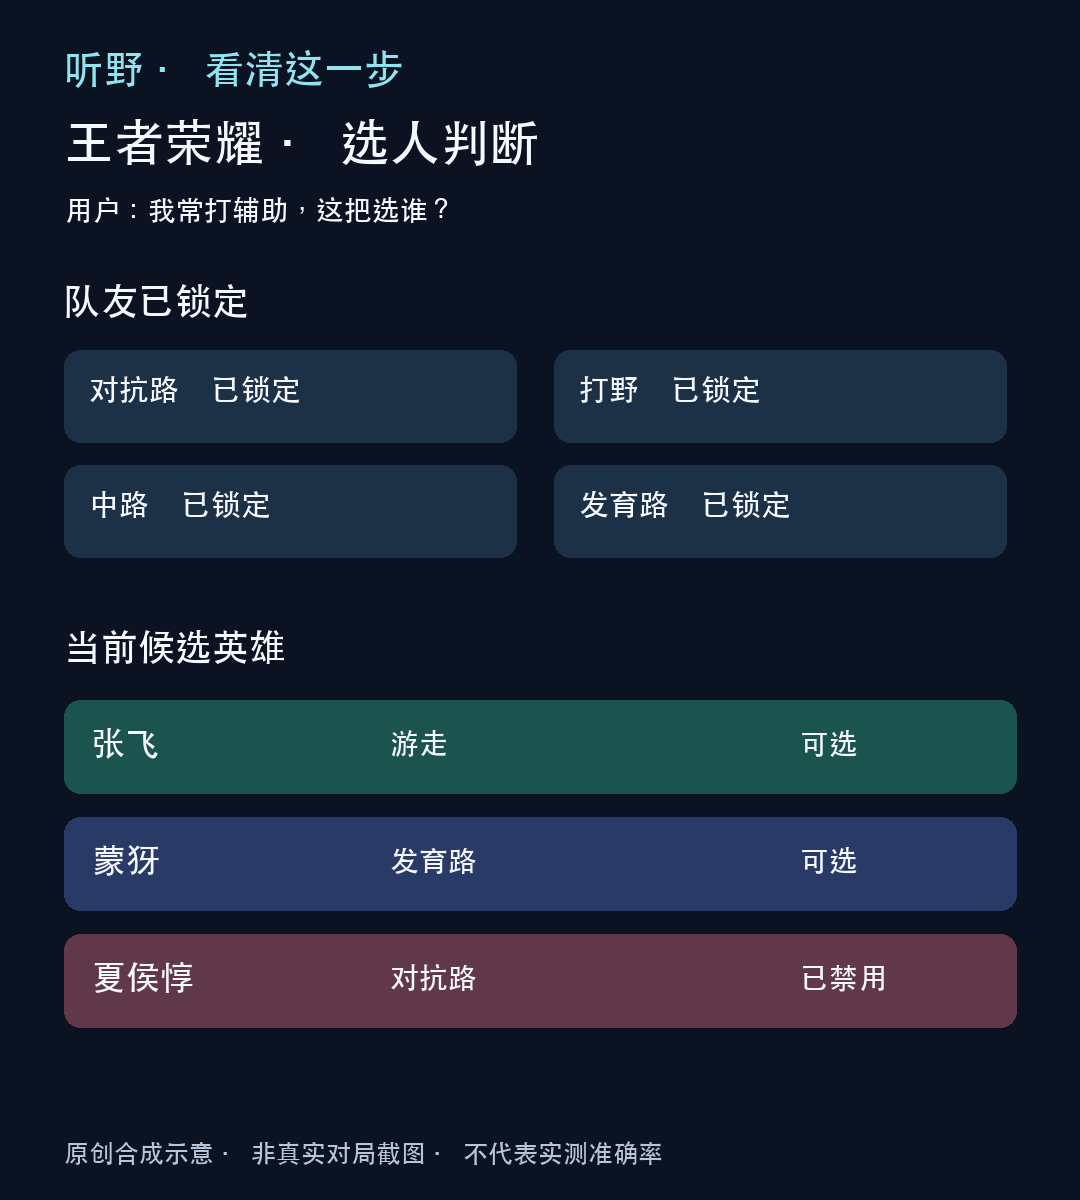 听野 · 看清这一步
王者荣耀 · 选人判断
用户：我常打辅助，这把选谁？
队友已锁定
对抗路 已锁定
打野 已锁定
中路 已锁定
发育路 已锁定
当前候选英雄
张飞 游走 可选
蒙犽 发育路 可选
夏侯惇 对抗路 已禁用
原创合成示意 · 非真实对局截图 · 不代表实测准确率